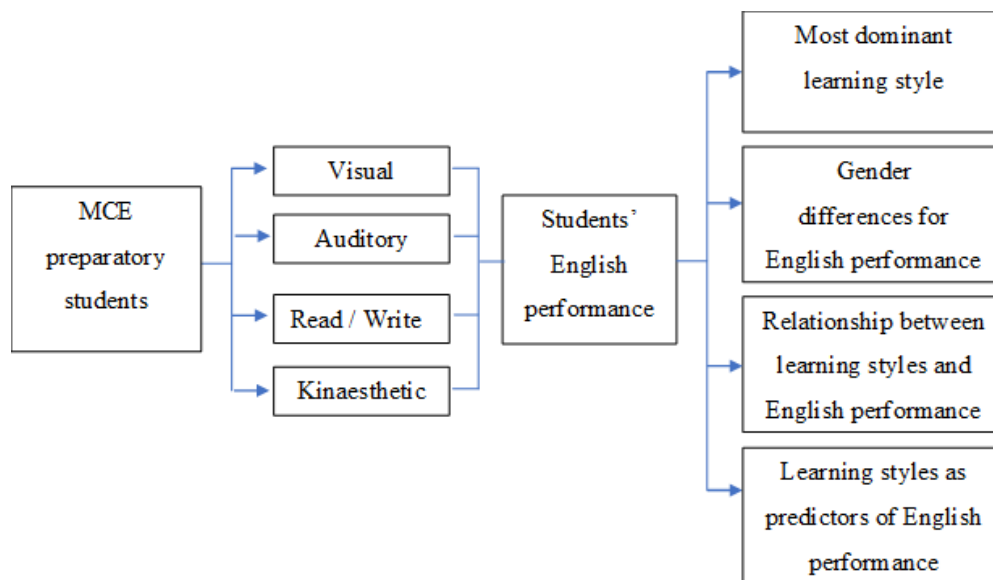 MCE
preparatory
students
Visual
Auditory
Read / Write
Kinaesthetic
Students’
English
performance
Most dominant
learning style
Gender
differences for
English performance
Relationship between
learning styles and
English performance
Learning styles as
predictors of English
performance